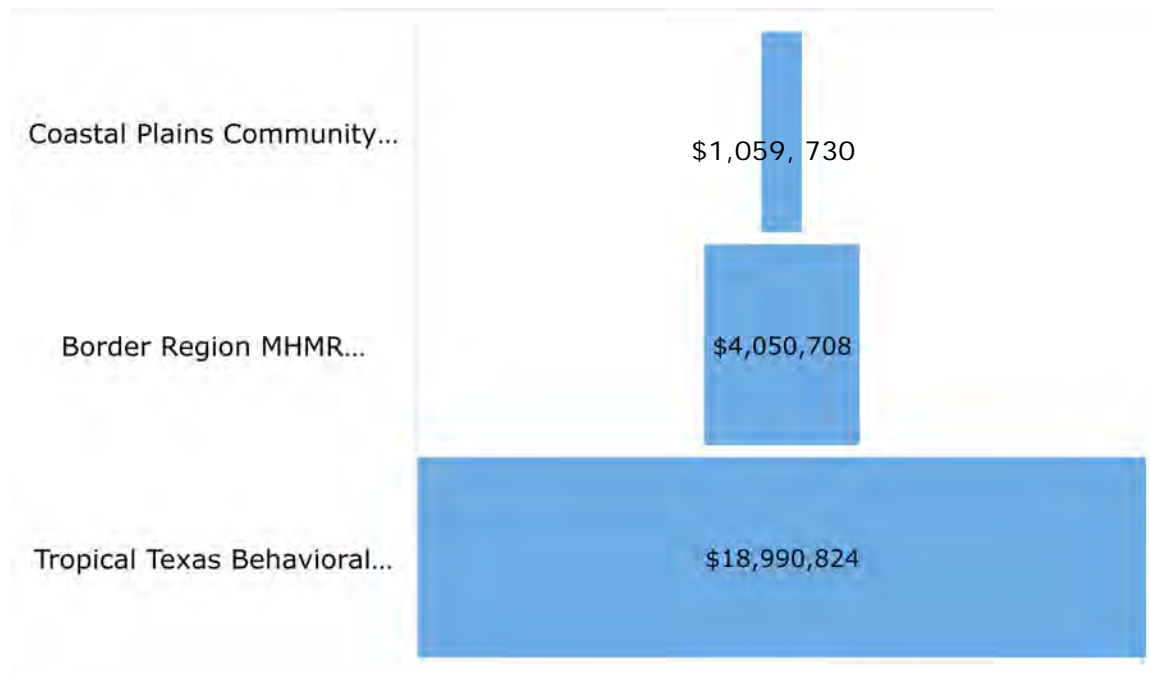 Coastal Plains Community...
$1,059, 730
Border Region MHMR...
$4,050,708
Tropical Texas Behavioral...
$18,990,824